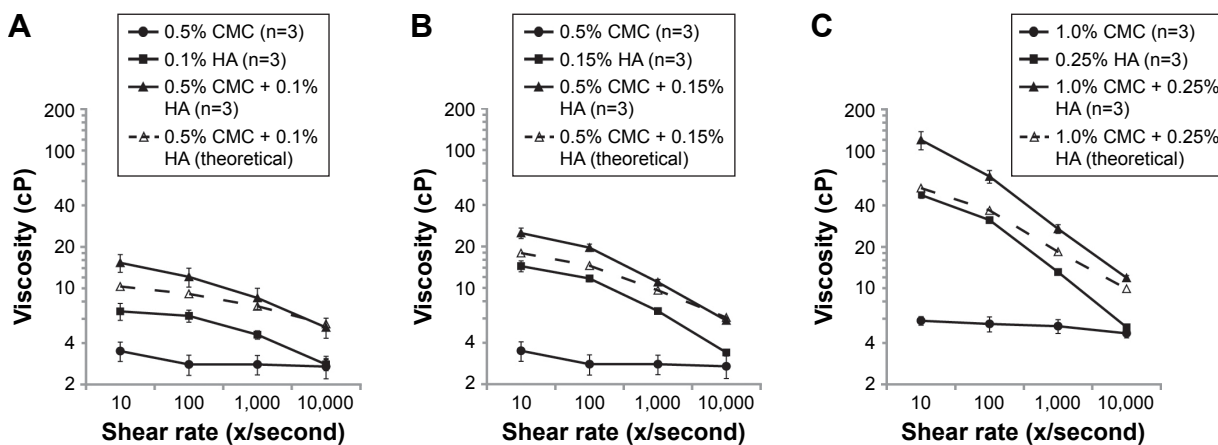 A
0.5% CMC (n=3)
0.1% HA (n=3)
0.5% CMC + 0.1%
HA (n=3)
0.5% CMC + 0.1%
HA (theoretical)
Viscosity (cP)
200
100
40
20
10
4
2
10 100 1,000 10,000
Shear rate (x/second)
B
0.5% CMC (n=3)
0.15% HA (n=3)
0.5% CMC + 0.15%
HA (n=3)
0.5% CMC + 0.15%
HA (theoretical)
Viscosity (cP)
200
100
40
20
10
4
2
10 100 1,000 10,000
Shear rate (x/second)
C
1.0% CMC (n=3)
0.25% HA (n=3)
1.0% CMC + 0.25%
HA (n=3)
1.0% CMC + 0.25%
HA (theoretical)
Viscosity (cP)
200
100
40
20
10
4
2
10 100 1,000 10,000
Shear rate (x/second)